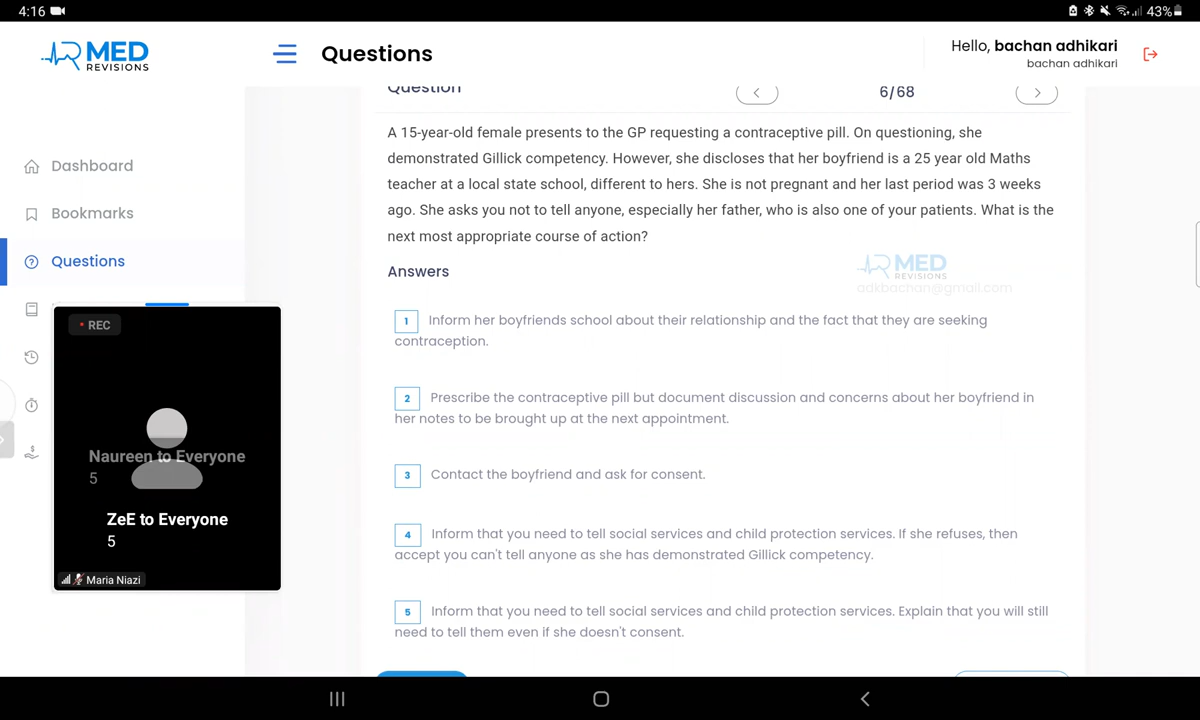 4:16
43%
MED
REVISIONS
Questions
Hello, bachan adhikari
bachan adhikari
Question
6/68
A 15-year-old female presents to the GP requesting a contraceptive pill. On questioning, she
demonstrated Gillick competency. However, she discloses that her boyfriend is a 25 year old Maths
teacher at a local state school, different to hers. She is not pregnant and her last period was 3 weeks
ago. She asks you not to tell anyone, especially her father, who is also one of your patients. What is the
next most appropriate course of action?
Answers
MED
REVISIONS
adkbachan@gmail.com
1 Inform her boyfriends school about their relationship and the fact that they are seeking
contraception.
2 Prescribe the contraceptive pill but document discussion and concerns about her boyfriend in
her notes to be brought up at the next appointment.
3 Contact the boyfriend and ask for consent.
4 Inform that you need to tell social services and child protection services. If she refuses, then
accept you can't tell anyone as she has demonstrated Gillick competency.
5 Inform that you need to tell social services and child protection services. Explain that you will still
need to tell them even if she doesn't consent.
Dashboard
Bookmarks
Questions
REC
Naureen to Everyone
5
ZeE to Everyone
5
Maria Niazi